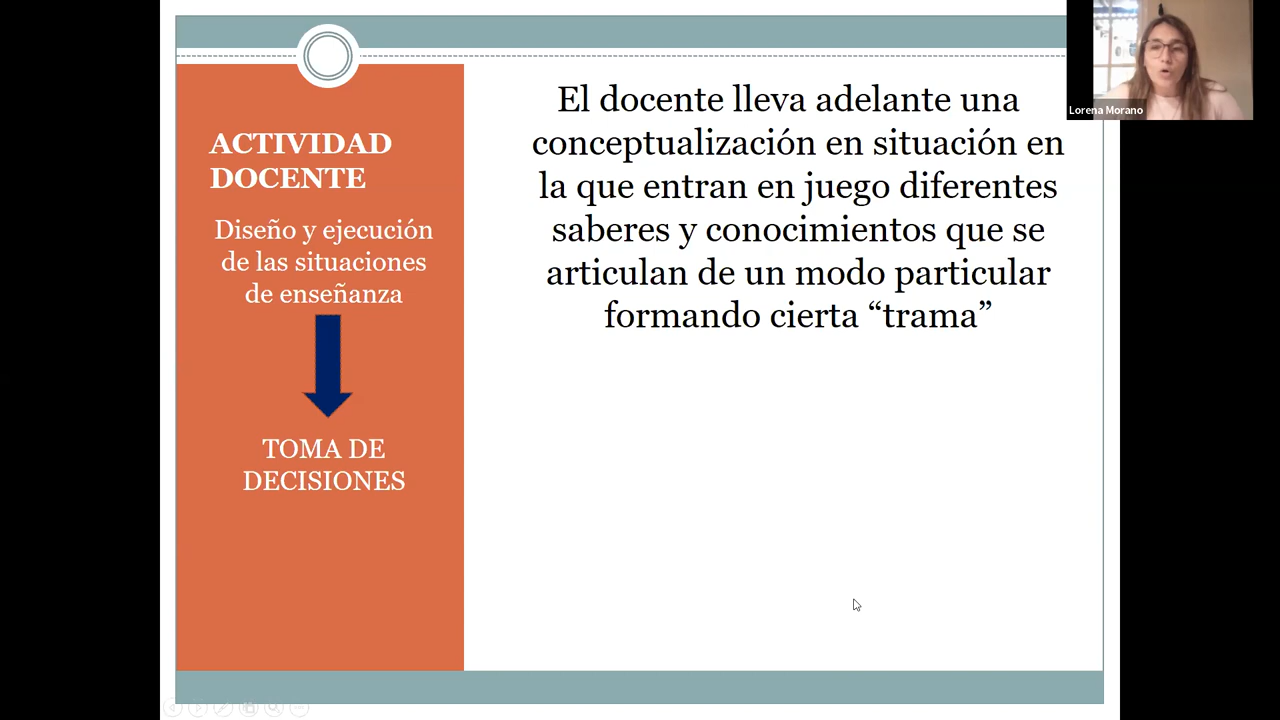 ACTIVIDAD
DOCENTE
Diseño y ejecución
de las situaciones
de enseñanza
TOMA DE
DECISIONES
El docente lleva adelante una
conceptualización en situación en
la que entran en juego diferentes
saberes y conocimientos que se
articulan de un modo particular
formando cierta “trama”
Lorena Morano